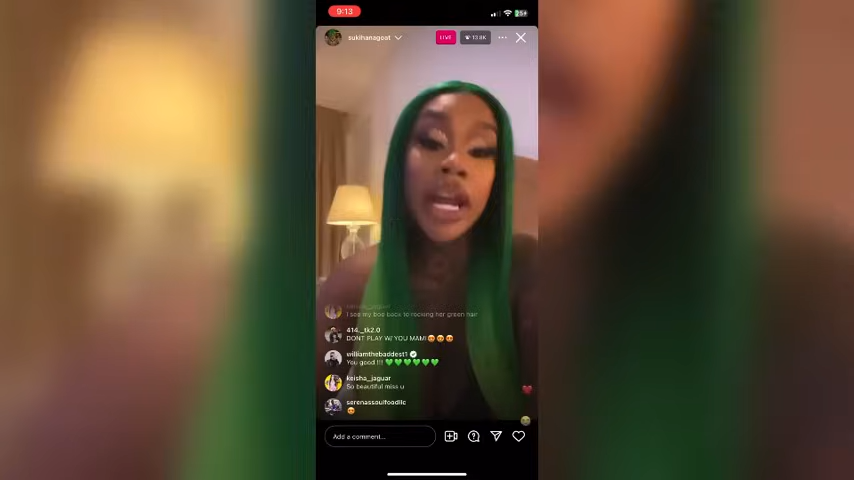 9:13
sukihanagoat
LIVE
13.8K
I see my boo back to rocking her green hair
414._tk2.0
DONT PLAY W/ YOU MAMI
williamthebaddest1
You good !!!
keisha_jaguar
So beautiful miss u
serenassoulfoodllc
Add a comment...